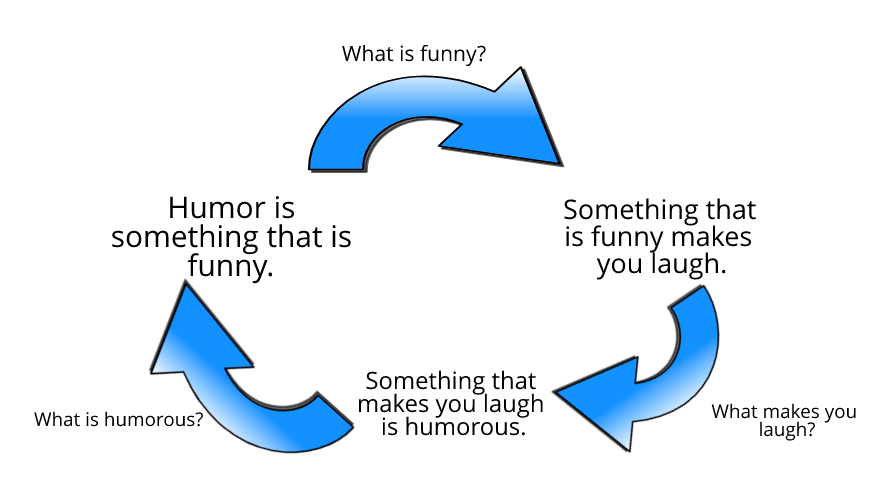 What is funny?
Humor is
something that is
funny.
Something that
is funny makes
you laugh.
What makes you
laugh?
Something that
makes you laugh
is humorous.
What is humorous?